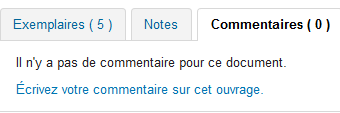 Exemplaires ( 5 ) Notes Commentaires ( 0 )
Il n'y a pas de commentaire pour ce document.
Écrivez votre commentaire sur cet ouvrage.